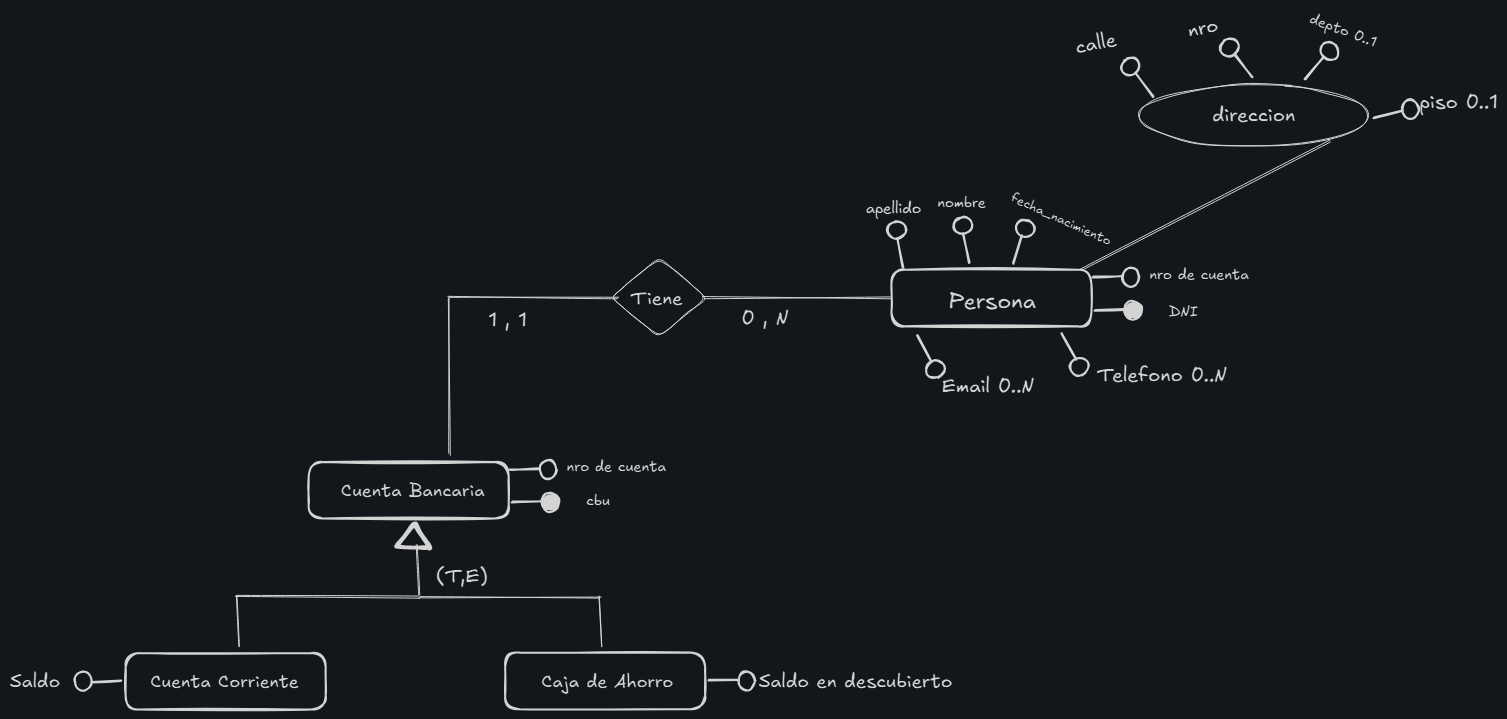 calle
nro
depto 0..1
direccion
piso 0..1
apellido
nombre
fecha_nacimiento
nro de cuenta
Tiene
Persona
DNI
1 , 1
0 , N
Email 0..N
Telefono 0..N
nro de cuenta
Cuenta Bancaria
cbu
(T,E)
Saldo
Cuenta Corriente
Caja de Ahorro
Saldo en descubierto